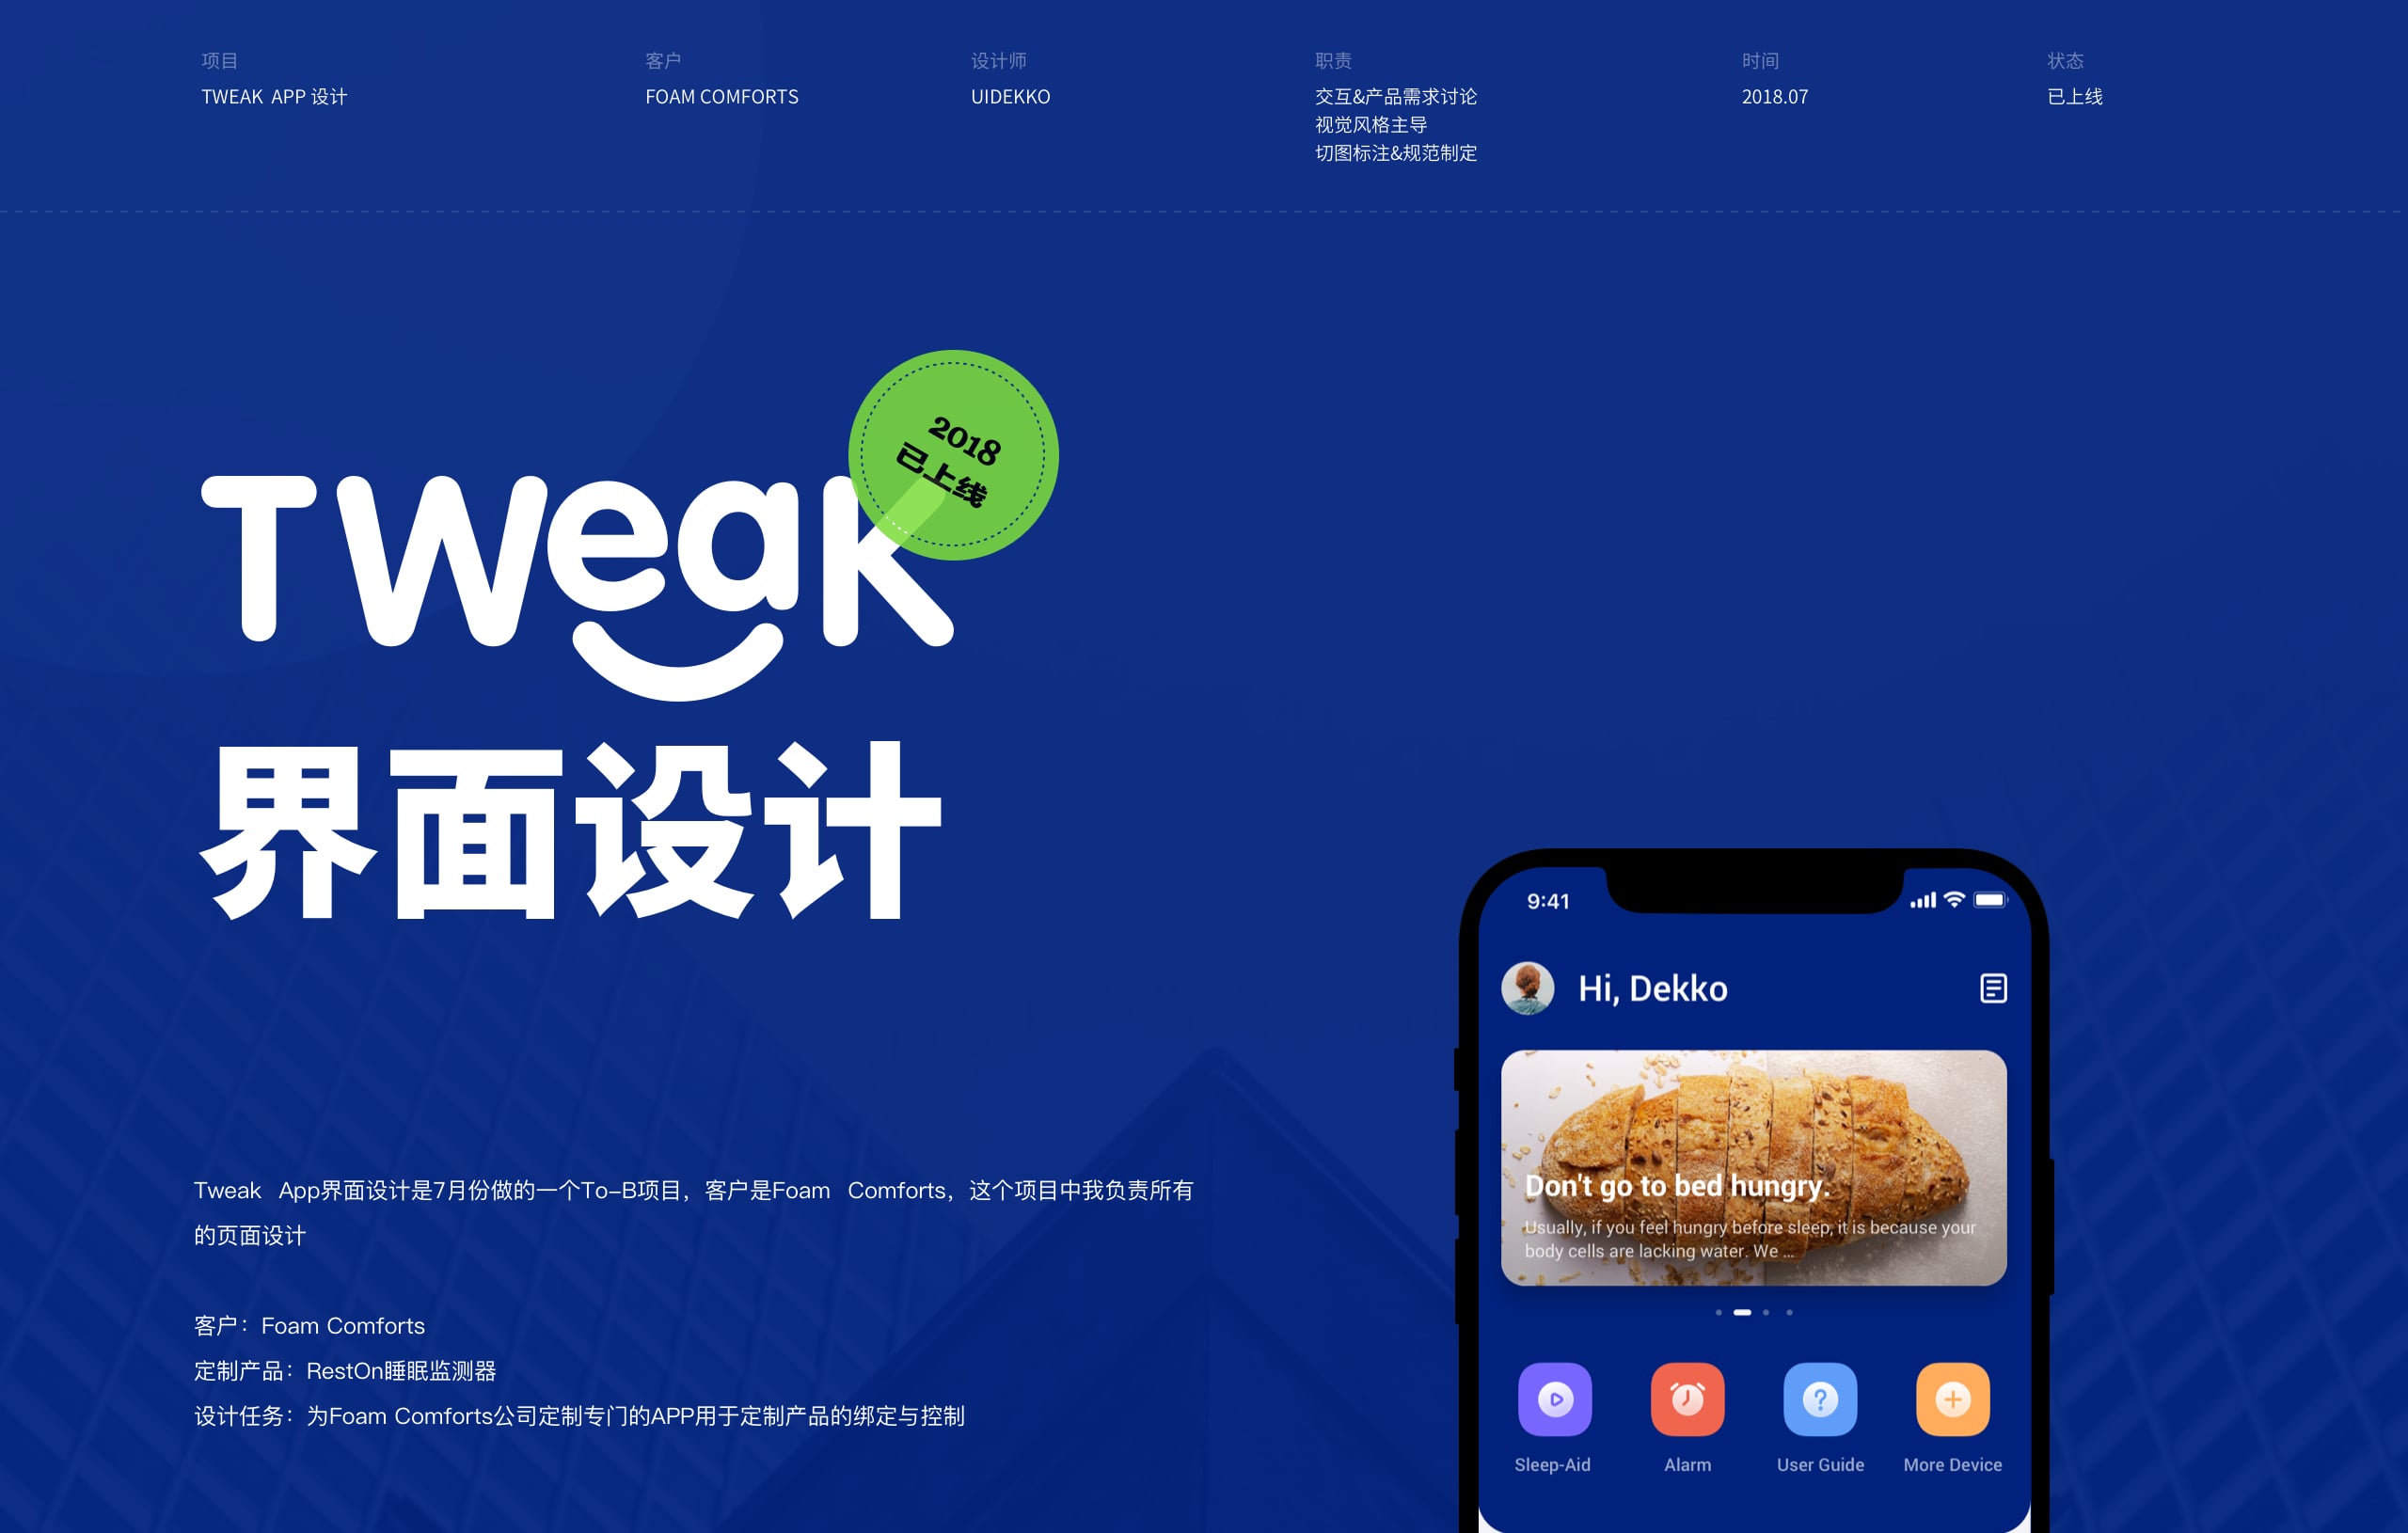 项目
TWEAK APP 设计
客户
FOAM COMFORTS
设计师
UIDEKKO
职责
交互&产品需求讨论
视觉风格主导
切图标注&规范制定
时间
2018.07
状态
已上线
2018
已上线
TWeaK
界面设计
Tweak App界面设计是7月份做的一个To-B项目，客户是Foam Comforts，这个项目中我负责所有
的页面设计
客户：Foam Comforts
定制产品：RestOn睡眠监测器
设计任务：为Foam Comforts公司定制专门的APP用于定制产品的绑定与控制
9:41
Hi, Dekko
Don't go to bed hungry.
Usually, if you feel hungry before sleep, it is because your
body cells are lacking water. We ...
Sleep-Aid
Alarm
User Guide
More Device